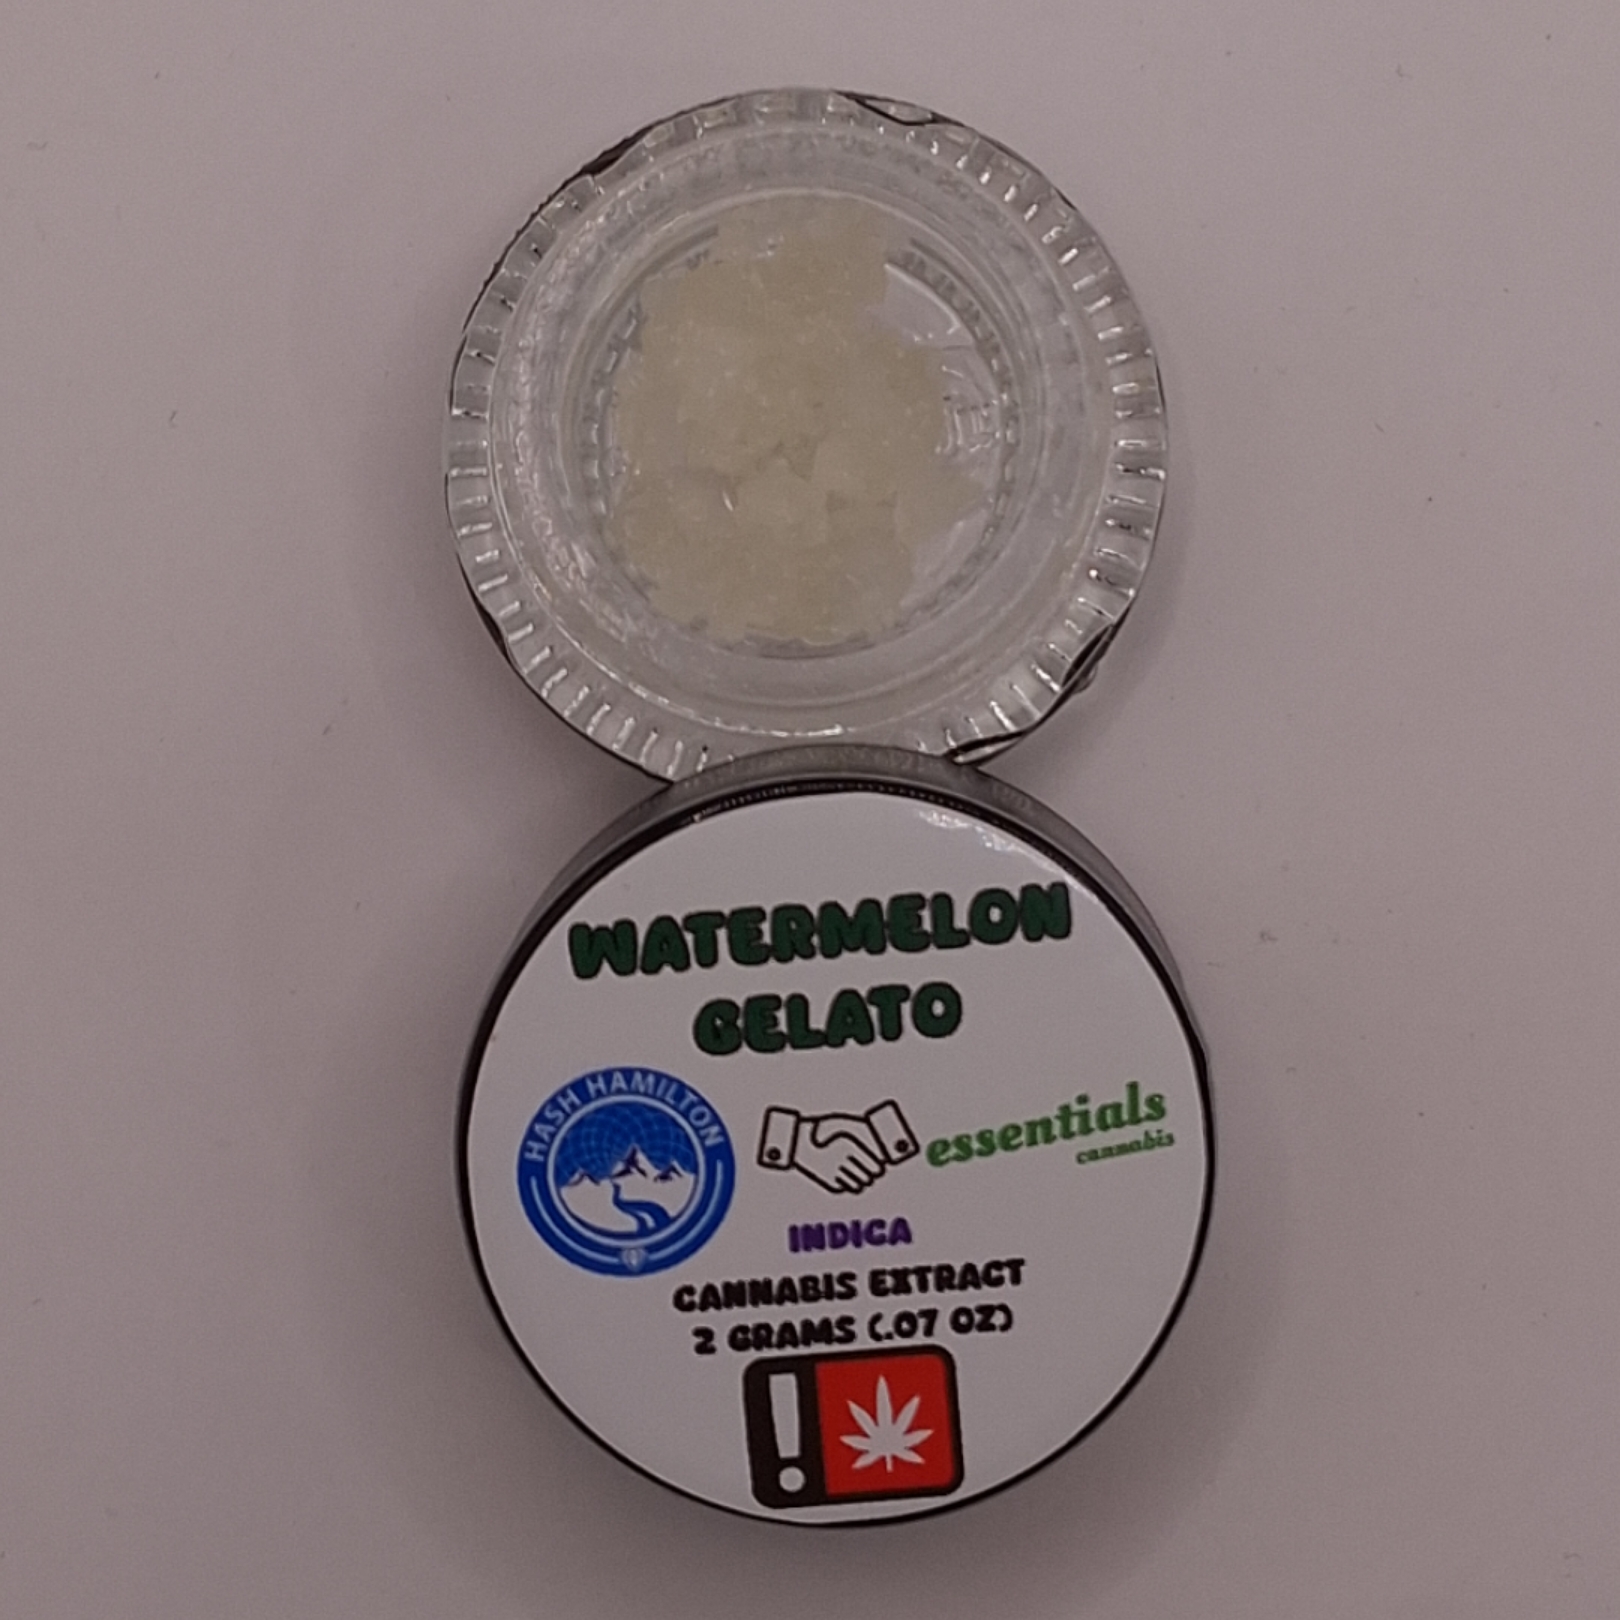 WATERMELON
GELATO
HASH HAMILTON
essentials
cannabis
INDICA
CANNABIS EXTRACT
2 GRAMS (.07 OZ)
!